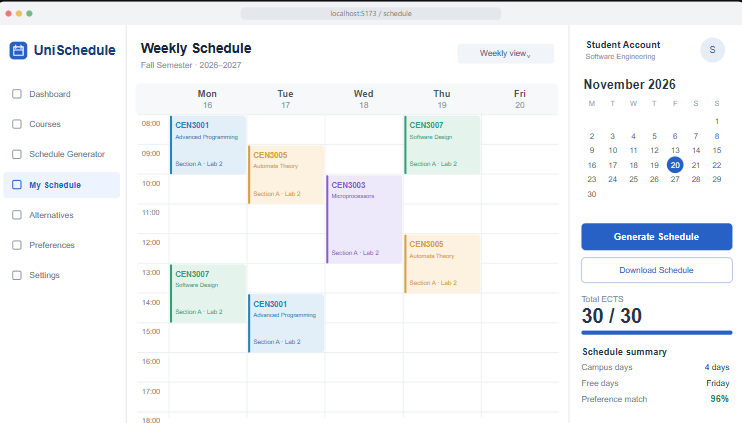 localhost:5173 / schedule
UniSchedule
Dashboard
Courses
Schedule Generator
My Schedule
Alternatives
Preferences
Settings
Weekly Schedule
Fall Semester · 2026–2027
Weekly view
Mon
16
Tue
17
Wed
18
Thu
19
Fri
20
08:00
09:00
10:00
11:00
12:00
13:00
14:00
15:00
16:00
17:00
18:00
CEN3001
Advanced Programming
Section A · Lab 2
CEN3007
Software Design
Section A · Lab 2
CEN3005
Automate Theory
Section A · Lab 2
CEN3001
Advanced Programming
Section A · Lab 2
CEN3003
Microprocessors
Section A · Lab 2
CEN3007
Software Design
Section A · Lab 2
CEN3005
Automate Theory
Section A · Lab 2
Student Account
Software Engineering
S
November 2026
M T W T F S S
1
2 3 4 5 6 7 8
9 10 11 12 13 14 15
16 17 18 19 20 21 22
23 24 25 26 27 28 29
30
Generate Schedule
Download Schedule
Total ECTS
30 / 30
Schedule summary
Campus days 4 days
Free days Friday
Preference match 96%